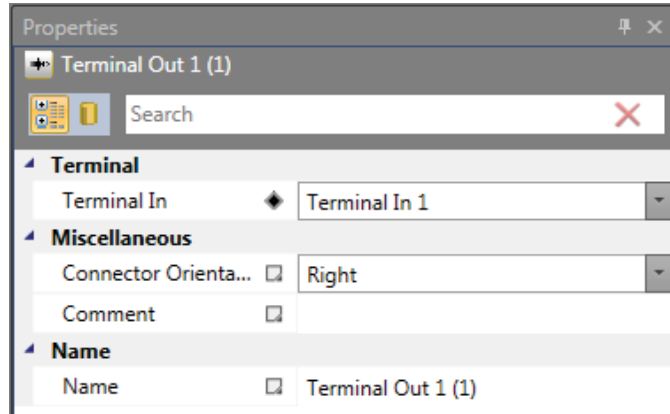 Properties
Terminal Out 1 (1)
Search
Terminal
Terminal In Terminal In 1
Miscellaneous
Connector Orienta... Right
Comment
Name
Name Terminal Out 1 (1)